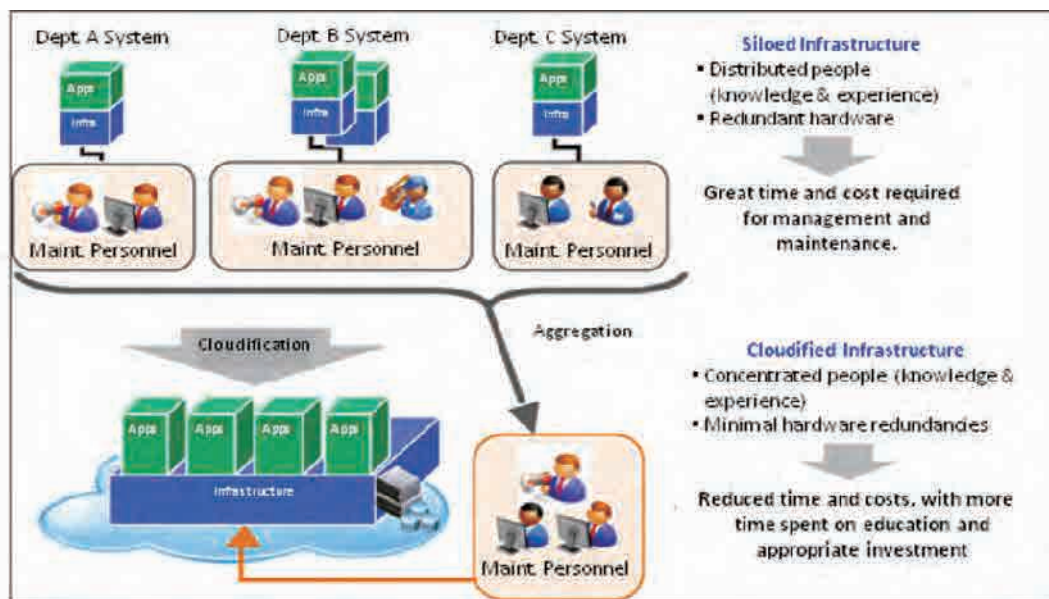 Dept. A System
Dept. B System
Dept. C System
Apps
Infra
Apps
Infra
Apps
Infra
Maint. Personnel
Maint. Personnel
Maint. Personnel
Siloed Infrastructure
▪ Distributed people
(knowledge & experience)
▪ Redundant hardware
Great time and cost required
for management and
maintenance.
Cloudification
Aggregation
Apps
Apps
Apps
Apps
Infrastructure
Maint. Personnel
Cloudified Infrastructure
▪ Concentrated people (knowledge &
experience)
▪ Minimal hardware redundancies
Reduced time and costs, with more
time spent on education and
appropriate investment